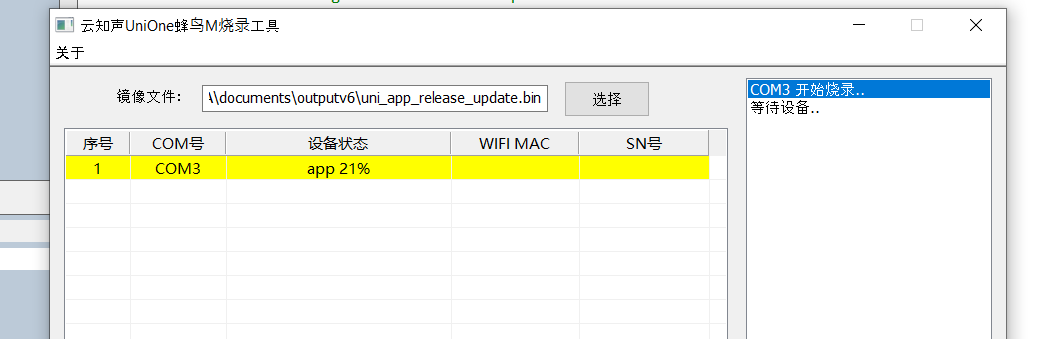 云知声UniOne蜂鸟M烧录工具
关于
镜像文件: \\documents\outputv6\uni_app_release_update.bin 选择
序号 COM号 设备状态 WIFI MAC SN号
1 COM3 app 21%
COM3 开始烧录..
等待设备..